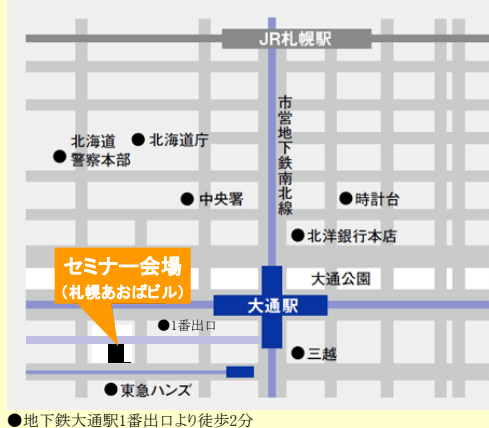 JR札幌駅
市営地下鉄南北線
北海道
警察本部
北海道庁
中央署
時計台
北洋銀行本店
セミナー会場
(札幌あおばビル)
大通公園
大通駅
●1番出口
三越
東急ハンズ
●地下鉄大通駅1番出口より徒歩2分